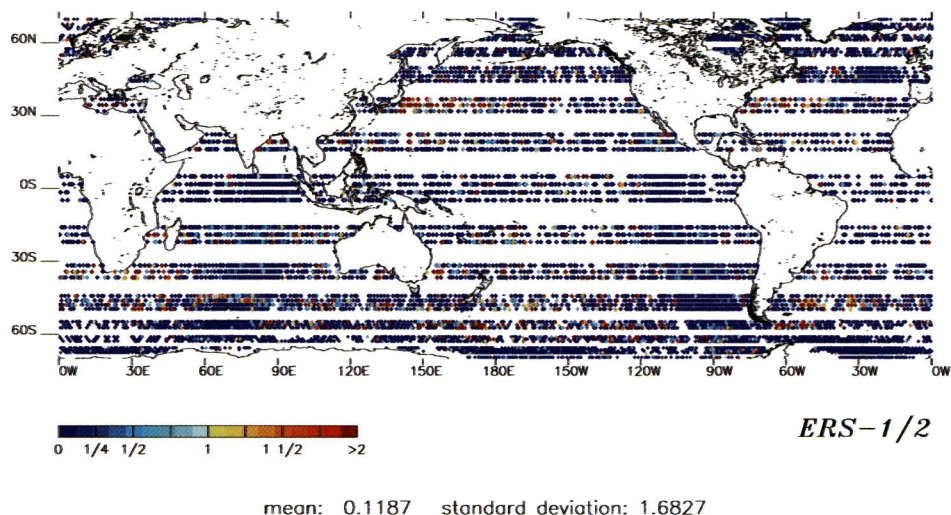 60N
30N
0S
30S
60S
0W 30E 60E 90E 120E 150E 180W 150W 120W 90W 60W 30W 0W
0 1/4 1/2 1 1 1/2 >2
ERS-1/2
mean: 0.1187 standard deviation: 1.6827